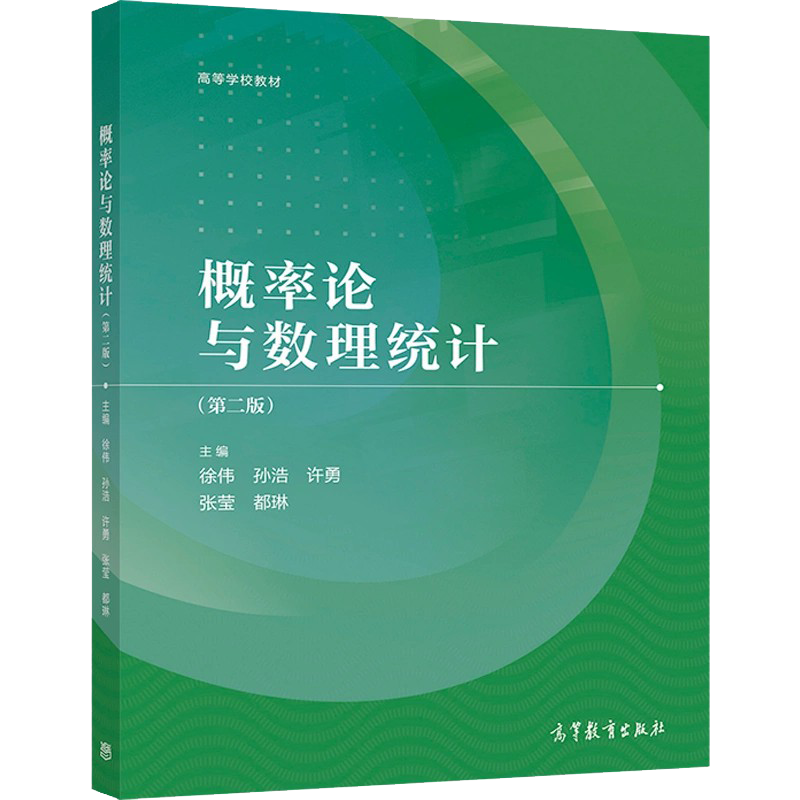 高等学校教材
概率论
与数理统计
（第二版）
主编
徐伟 孙浩 许勇
张莹 都琳
高等教育出版社
概率论与数理统计（第二版）
主编 徐伟 孙浩 许勇 张莹 都琳